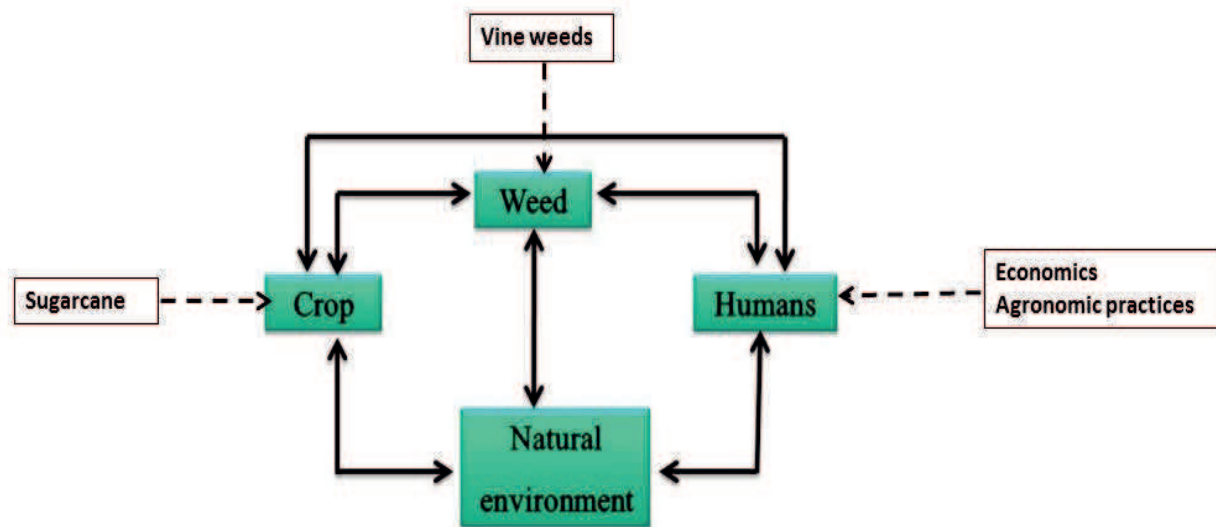 Vine weeds
Weed
Sugarcane
Crop
Humans
Economics
Agronomic practices
Natural
environment